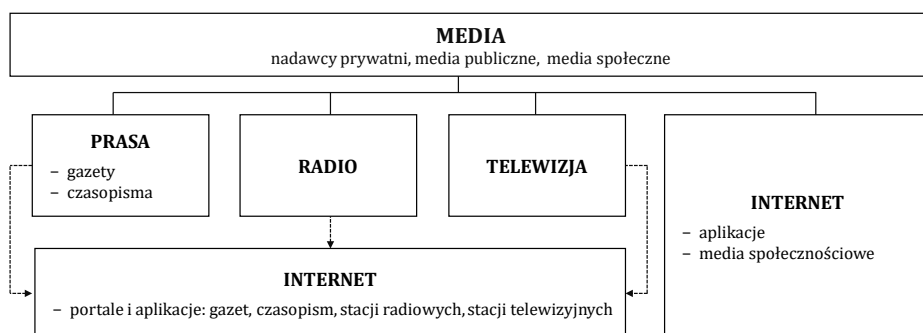 MEDIA
nadawcy prywatni, media publiczne, media społeczne
PRASA
– gazety
– czasopisma
RADIO
TELEWIZJA
INTERNET
– aplikacje
– media społecznościowe
INTERNET
– portale i aplikacje: gazet, czasopism, stacji radiowych, stacji telewizyjnych